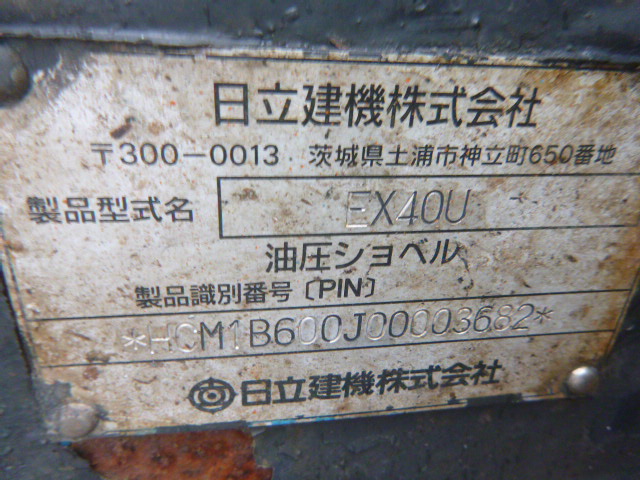 日立建機株式会社
〒300-0013 茨城県土浦市神立町650番地
製品型式名 EX40U
油圧ショベル
製品識別番号〔PIN〕
*HCM1B600J00003682*
日立建機株式会社